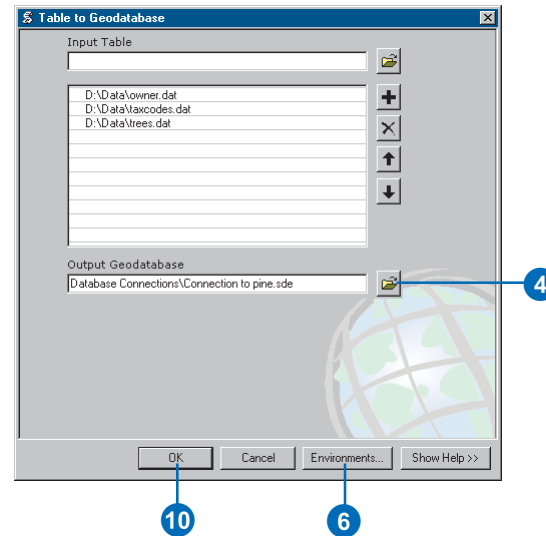 Table to Geodatabase
Input Table
D:\Data\owner.dat
D:\Data\taxcodes.dat
D:\Data\trees.dat
Output Geodatabase
Database Connections\Connection to pine.sde
4
OK Cancel Environments... Show Help >>
10 6